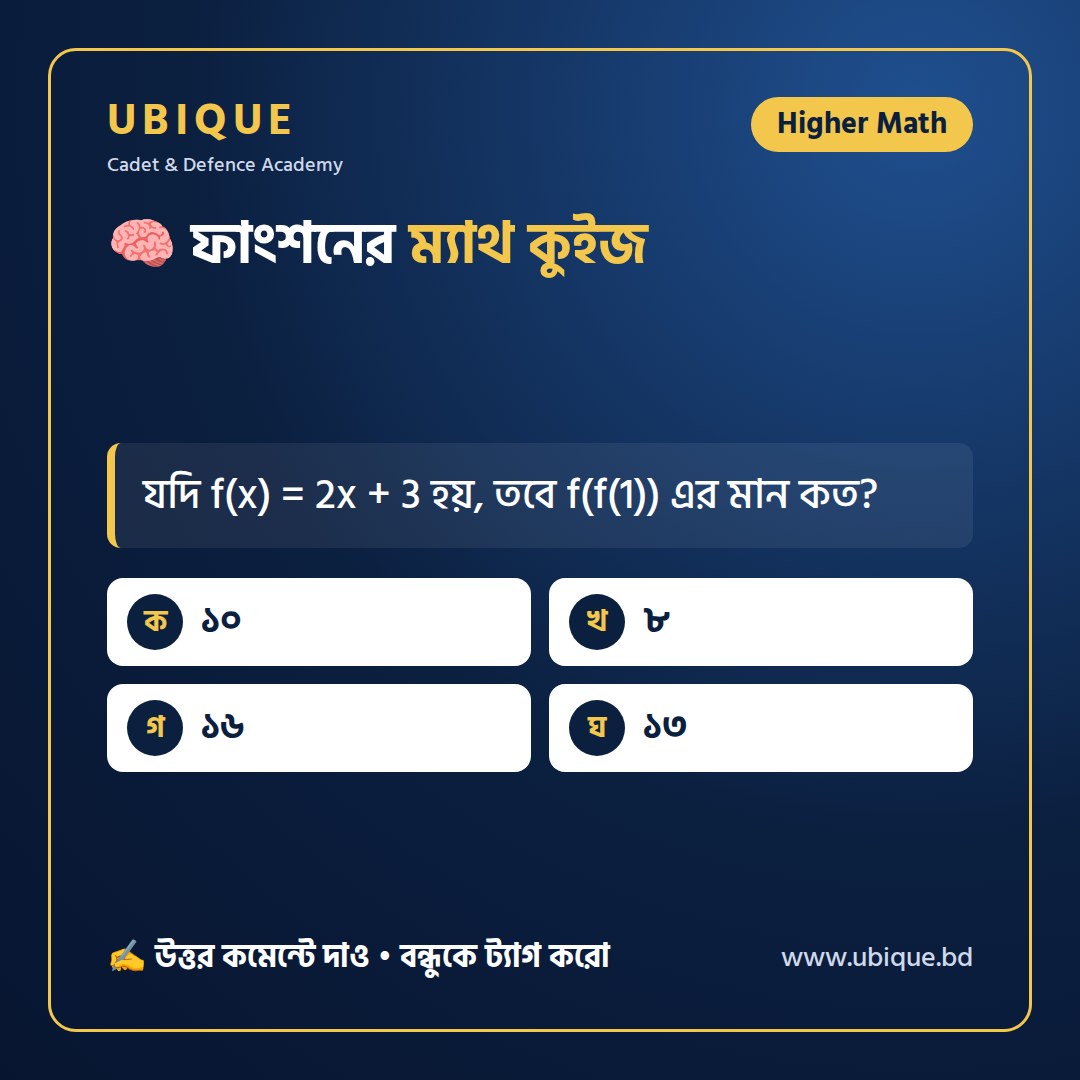 UBIQUE
Cadet & Defence Academy
Higher Math
🧠 ফাংশনের ম্যাথ কুইজ
যদি f(x) = 2x + 3 হয়, তবে f(f(1)) এর মান কত?
ক ১০
খ ৮
গ ১৬
ঘ ১৩
✍️ উত্তর কমেন্টে দাও • বন্ধুকে ট্যাগ করো
www.ubique.bd